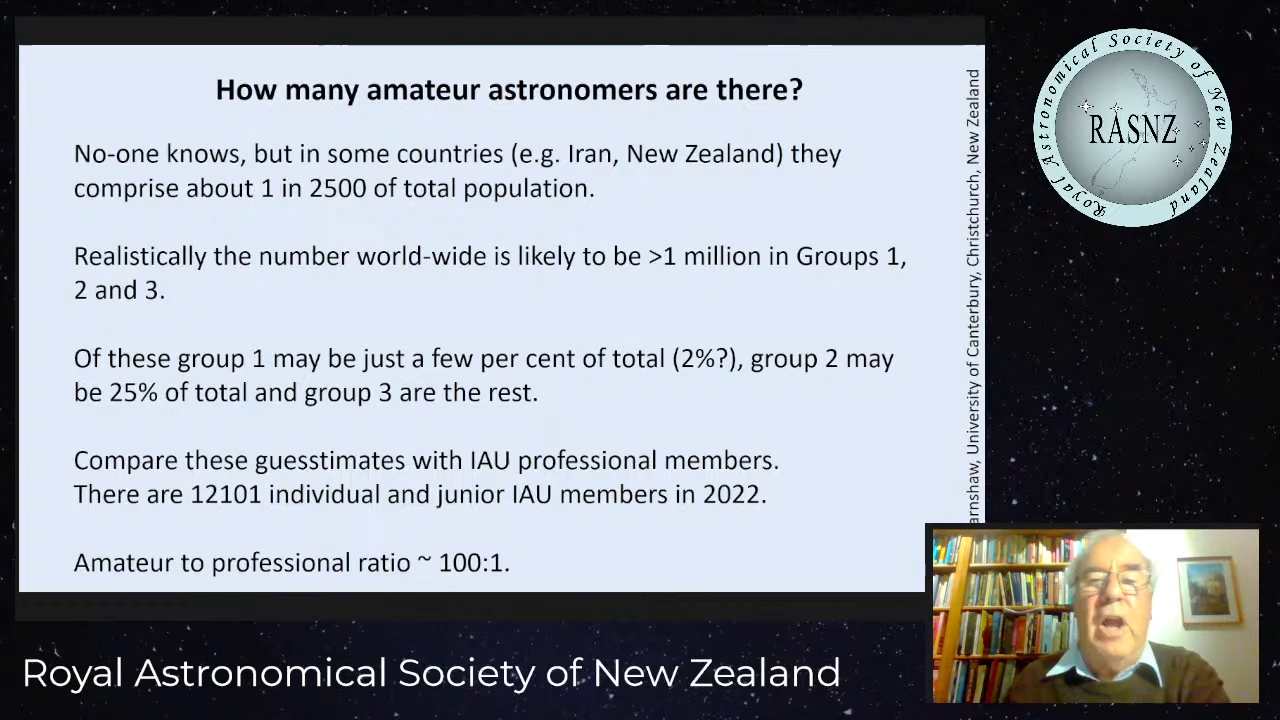 How many amateur astronomers are there?
No-one knows, but in some countries (e.g. Iran, New Zealand) they
comprise about 1 in 2500 of total population.
Realistically the number world-wide is likely to be >1 million in Groups 1,
2 and 3.
Of these group 1 may be just a few per cent of total (2%?), group 2 may
be 25% of total and group 3 are the rest.
Compare these guesstimates with IAU professional members.
There are 12101 individual and junior IAU members in 2022.
Amateur to professional ratio ~ 100:1.
arnshaw, University of Canterbury, Christchurch, New Zealand
Royal Astronomical Society of New Zealand
RASNZ
Royal Astronomical Society of New Zealand